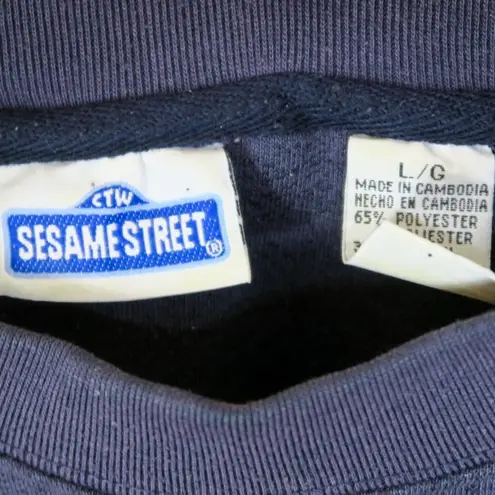 CTW
SESAME STREET®
L/G
MADE IN CAMBODIA
HECHO EN CAMBODIA
65% POLYESTER